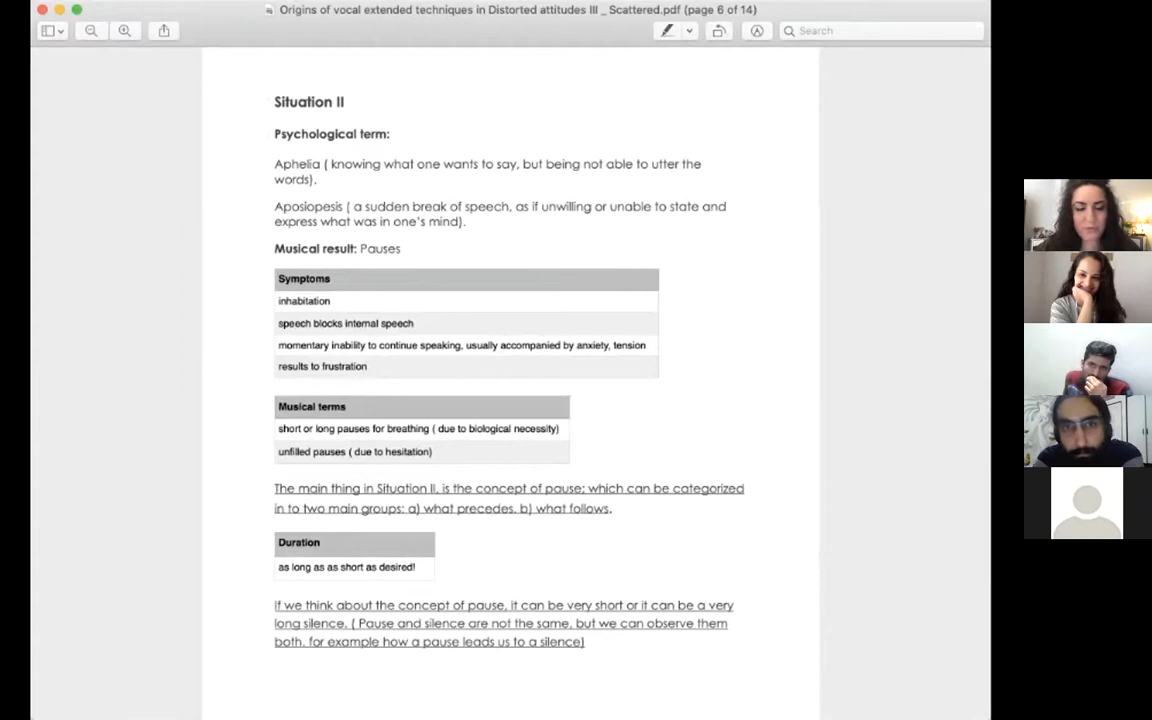 Origins of vocal extended techniques in Distorted attitudes III _ Scattered.pdf (page 6 of 14)
Search
Situation II
Psychological term:
Aphelia ( knowing what one wants to say, but being not able to utter the
words).
Aposiopesis ( a sudden break of speech, as if unwilling or unable to state and
express what was in one's mind).
Musical result: Pauses
Symptoms
inhabitation
speech blocks internal speech
momentary inability to continue speaking, usually accompanied by anxiety, tension
results to frustration
Musical terms
short or long pauses for breathing ( due to biological necessity)
unfilled pauses ( due to hesitation)
The main thing in Situation II, is the concept of pause; which can be categorized
in to two main groups: a) what precedes, b) what follows.
Duration
as long as as short as desired!
If we think about the concept of pause, it can be very short or it can be a very
long silence. ( Pause and silence are not the same, but we can observe them
both, for example how a pause leads us to a silence)